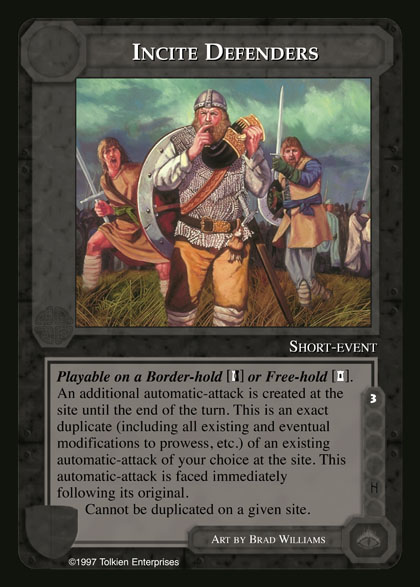 INCITE DEFENDERS
SHORT-EVENT
Playable on a Border-hold [] or Free-hold [].
An additional automatic-attack is created at the
site until the end of the turn. This is an exact
duplicate (including all existing and eventual
modifications to prowess, etc.) of an existing
automatic-attack of your choice at the site. This
automatic-attack is faced immediately
following its original.
Cannot be duplicated on a given site.
3
ART BY BRAD WILLIAMS
©1997 Tolkien Enterprises